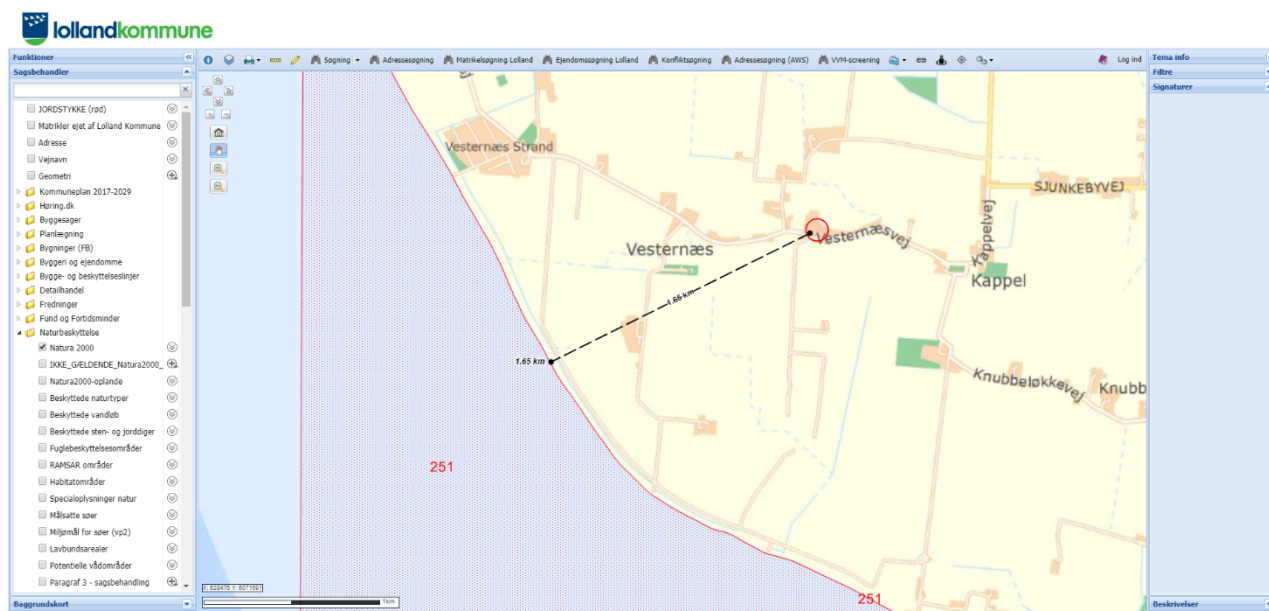 lollandkommune
Funktioner
Sagsbehandler
JORDSTYKKE (rød)
Matrikler ejet af Lolland Kommune
Adresse
Vejnavn
Geometri
Kommuneplan 2017-2029
Høring.dk
Byggesager
Planlægning
Bygninger (FB)
Byggeri og ejendomme
Bygge- og beskyttelseslinjer
Detailhandel
Fredninger
Fund og Fortidsminder
Naturbeskyttelse
Natura 2000
IKKE_GÆLDENDE_Natura2000_
Natura2000-oplande
Beskyttede naturtyper
Beskyttede vandløb
Beskyttede sten- og jorddiger
Fuglebeskyttelsesområder
RAMSAR områder
Habitatområder
Specialoplysninger natur
Målsatte søer
Miljømål for søer (vp2)
Lavbundsarealer
Potentielle vådområder
Paragraf 3 - sagsbehandling
Baggrundskort
Søgning
Adressesøgning
Matrikelsøgning Lolland
Ejendomssøgning Lolland
Konfliktsøgning
Adressesøgning (AWS)
VVM-screening
Log ind
Vesternæs Strand
SJUNKEBYVEJ
Kappelvej
Vesternæsvej
Vesternæs
Kappel
1.65 km
1.65 km
Knubbeløkkevej
Knubb
251
251
X: 629476 Y: 6071691
1km
Tema info
Filtre
Signaturer
Beskrivelser